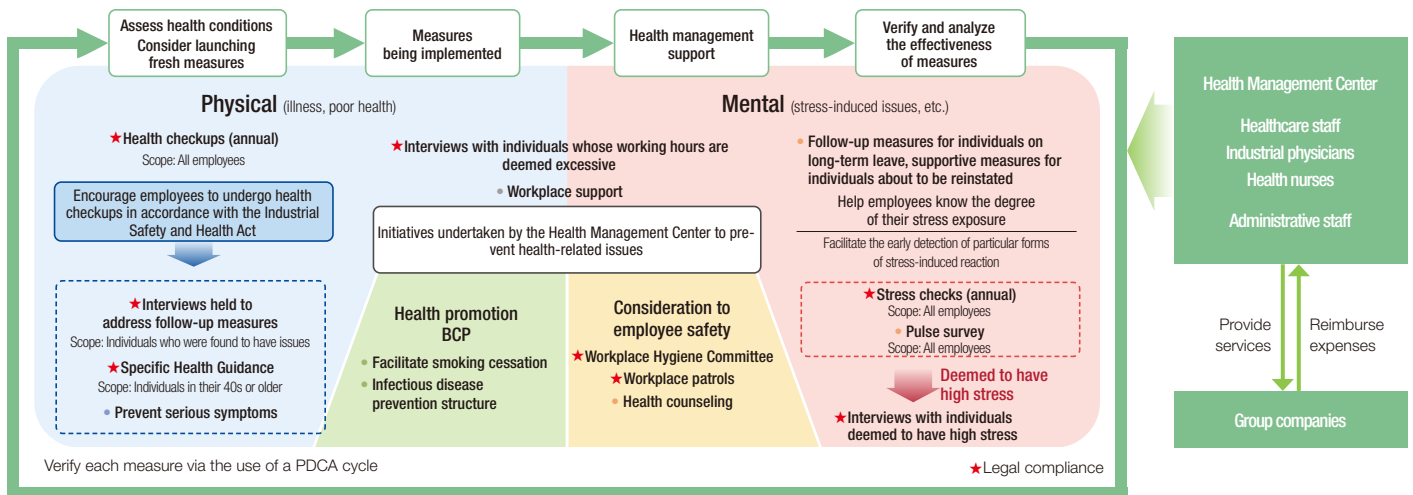 Assess health conditions
Consider launching
fresh measures
Measures
being implemented
Health management
support
Verify and analyze
the effectiveness
of measures
Physical (illness, poor health)
★Health checkups (annual)
Scope: All employees
Encourage employees to undergo health
checkups in accordance with the Industrial
Safety and Health Act
★Interviews held to
address follow-up measures
Scope: Individuals who were found to have issues
★Specific Health Guidance
Scope: Individuals in their 40s or older
• Prevent serious symptoms
★Interviews with individuals whose working hours are
deemed excessive
• Workplace support
Initiatives undertaken by the Health Management Center to pre-
vent health-related issues
Health promotion
BCP
• Facilitate smoking cessation
• Infectious disease
prevention structure
Consideration to
employee safety
★Workplace Hygiene Committee
★Workplace patrols
• Health counseling
Mental (stress-induced issues, etc.)
• Follow-up measures for individuals on
long-term leave, supportive measures for
individuals about to be reinstated
Help employees know the degree
of their stress exposure
Facilitate the early detection of particular forms
of stress-induced reaction
★Stress checks (annual)
Scope: All employees
• Pulse survey
Scope: All employees
Deemed to have
high stress
★Interviews with individuals
deemed to have high stress
Verify each measure via the use of a PDCA cycle
★Legal compliance
Health Management Center
Healthcare staff
Industrial physicians
Health nurses
Administrative staff
Provide
services
Reimburse
expenses
Group companies